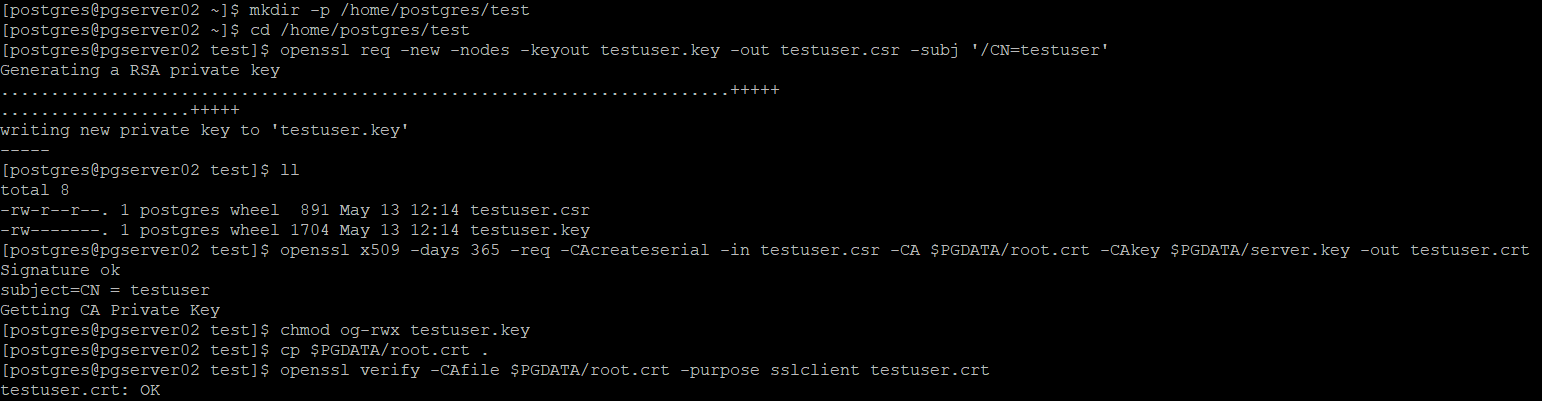 [postgres@pgserver02 ~]$ mkdir -p /home/postgres/test
[postgres@pgserver02 ~]$ cd /home/postgres/test
[postgres@pgserver02 test]$ openssl req -new -nodes -keyout testuser.key -out testuser.csr -subj '/CN=testuser'
Generating a RSA private key
.........................................................................+++++
...................+++++
writing new private key to 'testuser.key'
-----
[postgres@pgserver02 test]$ ll
total 8
-rw-r--r--. 1 postgres wheel  891 May 13 12:14 testuser.csr
-rw-------. 1 postgres wheel 1704 May 13 12:14 testuser.key
[postgres@pgserver02 test]$ openssl x509 -days 365 -req -CAcreateserial -in testuser.csr -CA $PGDATA/root.crt -CAkey $PGDATA/server.key -out testuser.crt
Signature ok
subject=CN = testuser
Getting CA Private Key
[postgres@pgserver02 test]$ chmod og-rwx testuser.key
[postgres@pgserver02 test]$ cp $PGDATA/root.crt .
[postgres@pgserver02 test]$ openssl verify -CAfile $PGDATA/root.crt -purpose sslclient testuser.crt
testuser.crt: OK